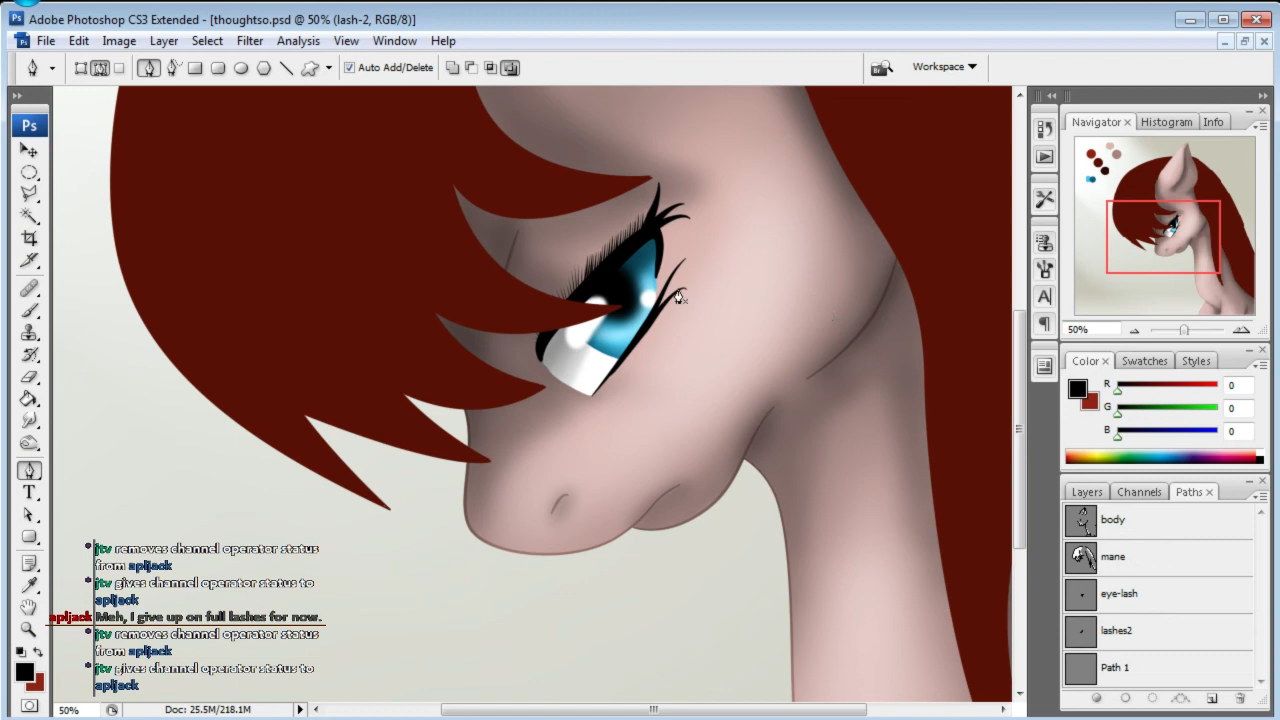 Adobe Photoshop CS3 Extended - [thoughtso.psd @ 50% (lash-2, RGB/8)]
File Edit Image Layer Select Filter Analysis View Window Help
Auto Add/Delete
Br
Workspace
Ps
Navigator × Histogram Info
50%
Color × Swatches Styles
R 0
G 0
B 0
Layers Channels Paths ×
body
mane
eye-lash
lashes2
Path 1
* jtv removes channel operator status
from apljack
* jtv gives channel operator status to
apljack
apljack Meh, I give up on full lashes for now.
* jtv removes channel operator status
from apljack
* jtv gives channel operator status to
apljack
50% Doc: 25.5M/218.1M